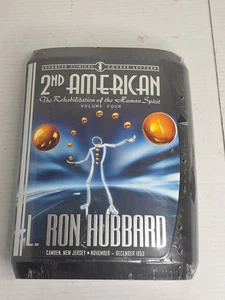 ADVANCED CLINICAL COURSE LECTURES
2ND AMERICAN
The Rehabilitation of the Human Spirit
VOLUME FOUR
L. RON HUBBARD
CAMDEN, NEW JERSEY • NOVEMBER – DECEMBER 1953